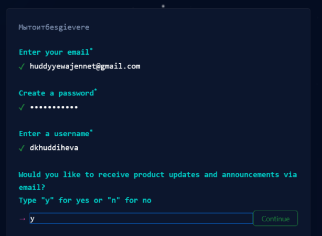 Enter your email*
✓ huddyyewajennet@gmail.com
Create a password*
✓ •••••••••••
Enter a username*
✓ dkhuddiheva
Would you like to receive product updates and announcements via
email?
Type "y" for yes or "n" for no
→ y
Continue